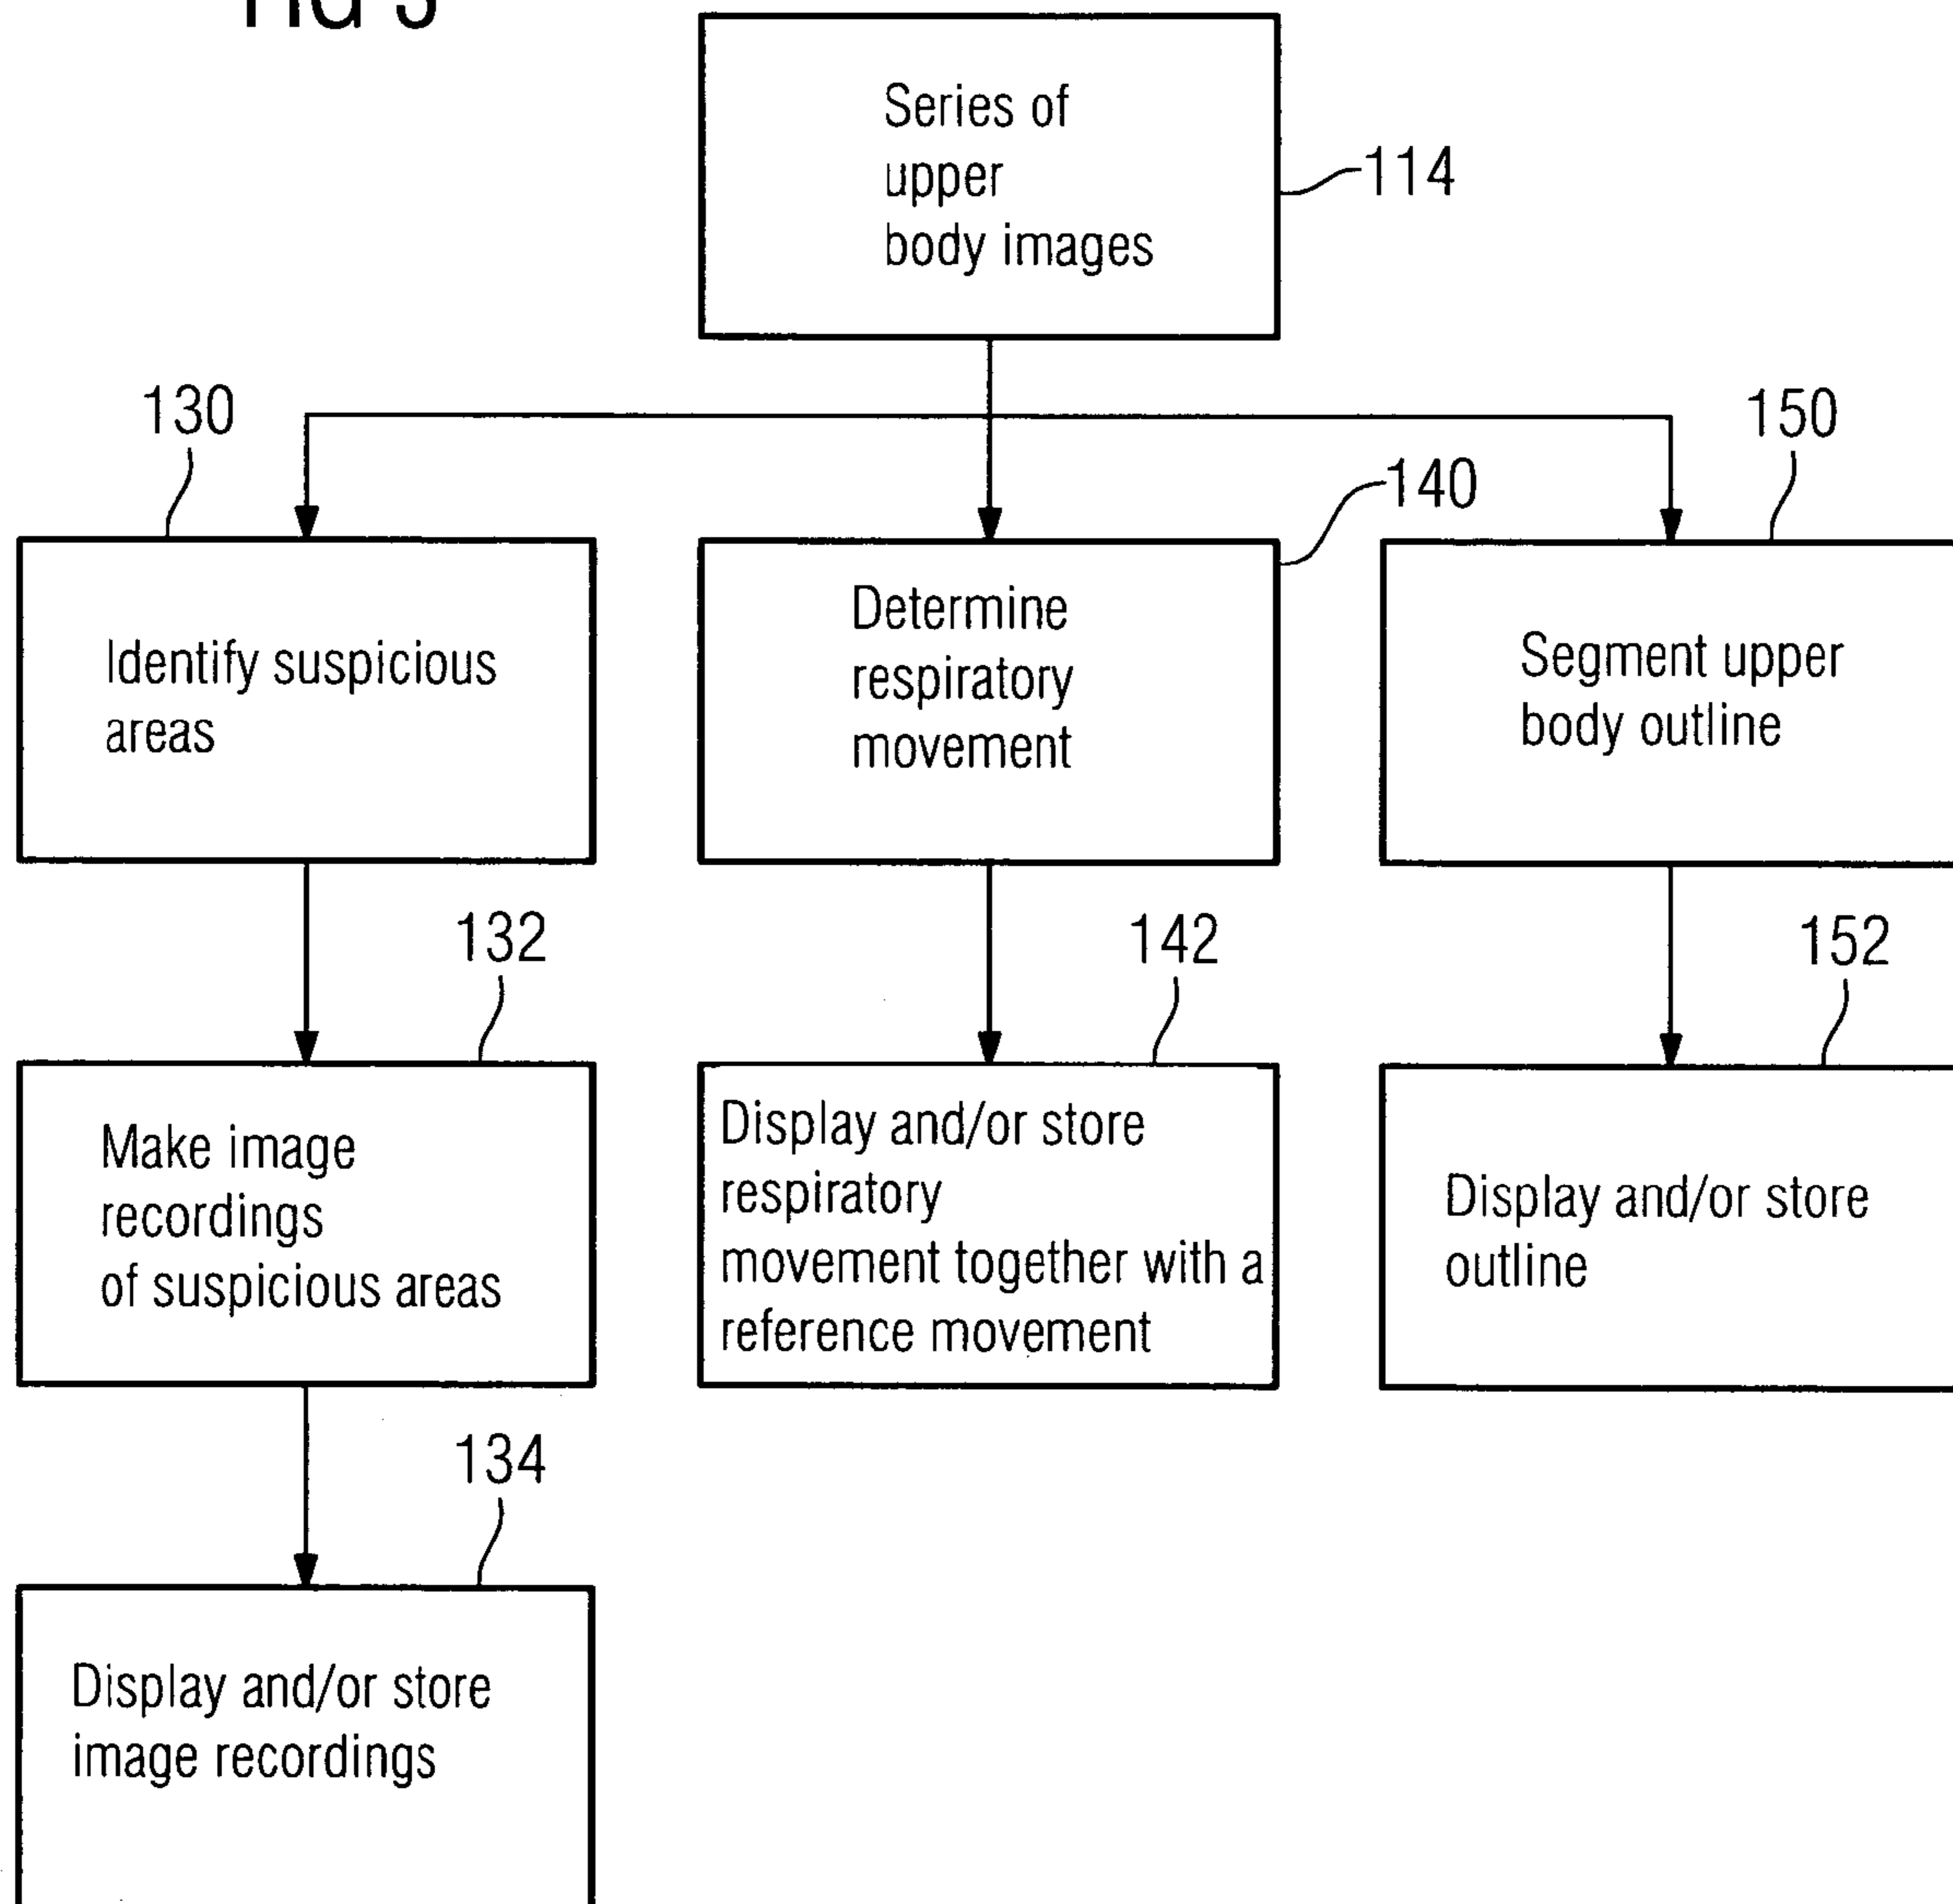 Series of
upper
body images
114
130
150
140
Identify suspicious
areas
Determine
respiratory
movement
Segment upper
body outline
132
142
152
Make image
recordings
of suspicious areas
Display and/or store
respiratory
movement together with a
reference movement
Display and/or store
outline
134
Display and/or store
image recordings